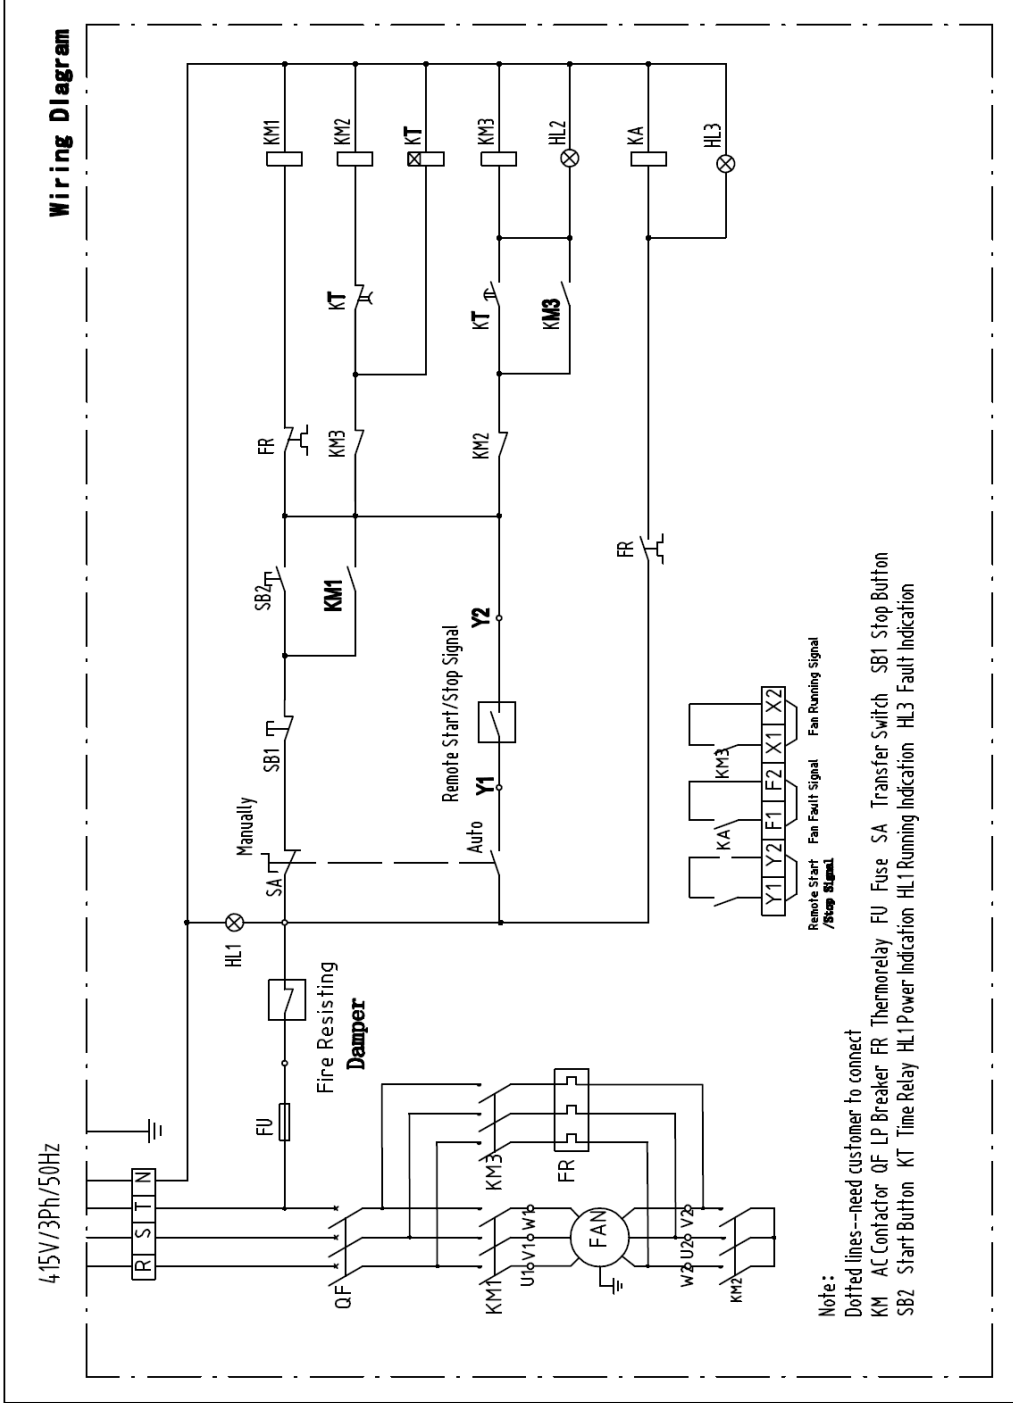 Wiring DIagram
415V/3Ph/50Hz
R S T N
QF
FU
Fire Resisting
Damper
HL1
SA
Manually
SB1
SB2
KM1
FR
KM1
KM3
KT
KM2
KT
Auto
Y1
Remote Start/Stop Signal
Y2
KM2
KT
KM3
KM3
HL2
FR
KA
HL3
KM1
U1 V1 W1
FAN
W2 U2 V2
KM2
KM3
FR
KA
KM3
Y1 Y2 F1 F2 X1 X2
Remote Start
/Stop Signal
Fan Fault Signal
Fan Running Signal
Note:
Dotted lines--need customer to connect
KM AC Contactor QF LP Breaker FR Thermorelay FU Fuse SA Transfer Switch SB1 Stop Button
SB2 Start Button KT Time Relay HL1 Power Indication HL1 Running Indication HL3 Fault Indication